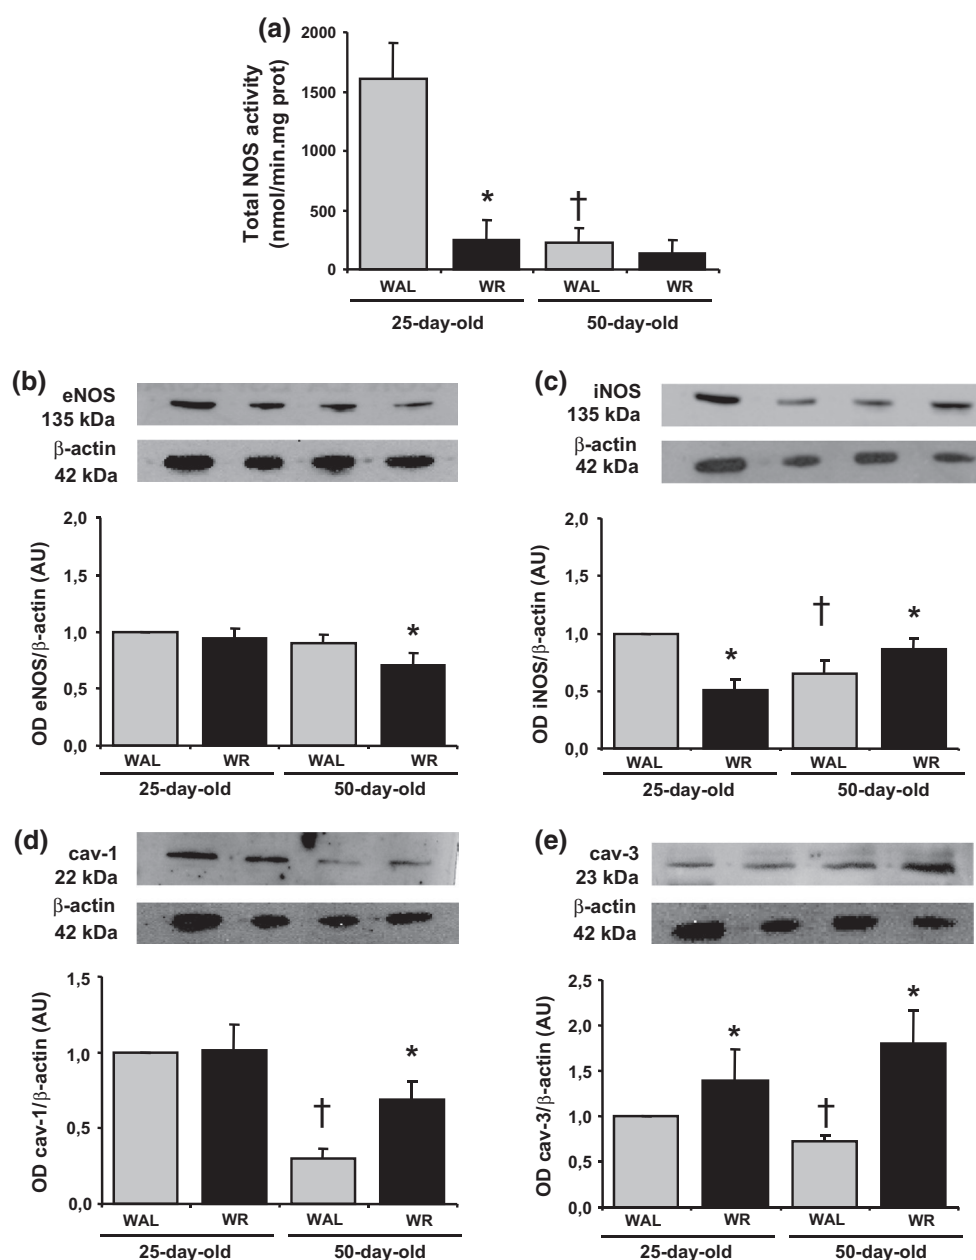 (a)
Total NOS activity
(nmol/min.mg prot)
2000
1500
1000
500
0
*
†
WAL WR WAL WR
25-day-old 50-day-old
(b)
eNOS
135 kDa
β-actin
42 kDa
OD eNOS/β-actin (AU)
2,0
1,5
1,0
0,5
0,0
*
WAL WR WAL WR
25-day-old 50-day-old
(c)
iNOS
135 kDa
β-actin
42 kDa
OD iNOS/β-actin (AU)
2,0
1,5
1,0
0,5
0,0
*
†
*
WAL WR WAL WR
25-day-old 50-day-old
(d)
cav-1
22 kDa
β-actin
42 kDa
OD cav-1/β-actin (AU)
1,5
1,0
0,5
0,0
†
*
WAL WR WAL WR
25-day-old 50-day-old
(e)
cav-3
23 kDa
β-actin
42 kDa
OD cav-3/β-actin (AU)
2,5
2,0
1,5
1,0
0,5
0,0
*
†
*
WAL WR WAL WR
25-day-old 50-day-old